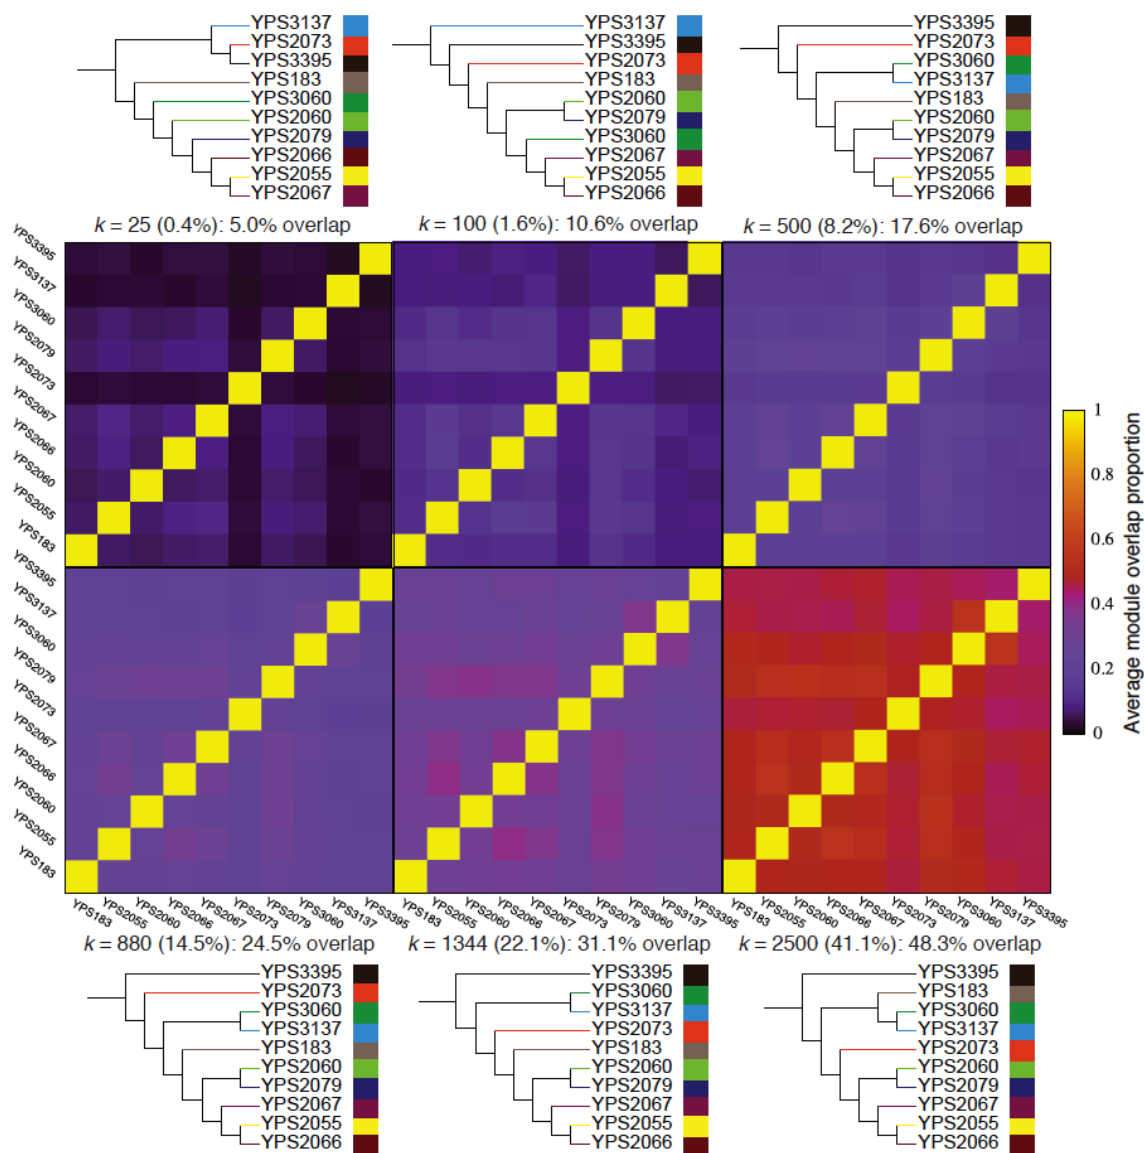 YPS3137 YPS3137 YPS3395
YPS2073 YPS3395 YPS2073
YPS3395 YPS2073 YPS3060
YPS183 YPS183 YPS3137
YPS3060 YPS2060 YPS183
YPS2060 YPS2079 YPS2060
YPS2079 YPS3060 YPS2079
YPS2066 YPS2067 YPS2067
YPS2055 YPS2055 YPS2055
YPS2067 YPS2066 YPS2066
k = 25 (0.4%): 5.0% overlap k = 100 (1.6%): 10.6% overlap k = 500 (8.2%): 17.6% overlap
YPS3395
YPS3137
YPS3060
YPS2079
YPS2073
YPS2067
YPS2066
YPS2060
YPS2055
YPS183
YPS3395
YPS3137
YPS3060
YPS2079
YPS2073
YPS2067
YPS2066
YPS2060
YPS2055
YPS183
1
0.8
0.6
0.4
0.2
0
Average module overlap proportion
YPS183 YPS2055 YPS2060 YPS2066 YPS2067 YPS2073 YPS2079 YPS3060 YPS3137 YPS3395 YPS183 YPS2055 YPS2060 YPS2066 YPS2067 YPS2073 YPS2079 YPS3060 YPS3137 YPS3395 YPS183 YPS2055 YPS2060 YPS2066 YPS2067 YPS2073 YPS2079 YPS3060 YPS3137 YPS3395
k = 880 (14.5%): 24.5% overlap k = 1344 (22.1%): 31.1% overlap k = 2500 (41.1%): 48.3% overlap
YPS3395 YPS3395 YPS3395
YPS2073 YPS3060 YPS183
YPS3060 YPS3137 YPS3060
YPS3137 YPS2073 YPS3137
YPS183 YPS183 YPS2073
YPS2060 YPS2060 YPS2060
YPS2079 YPS2079 YPS2079
YPS2067 YPS2067 YPS2067
YPS2055 YPS2055 YPS2055
YPS2066 YPS2066 YPS2066